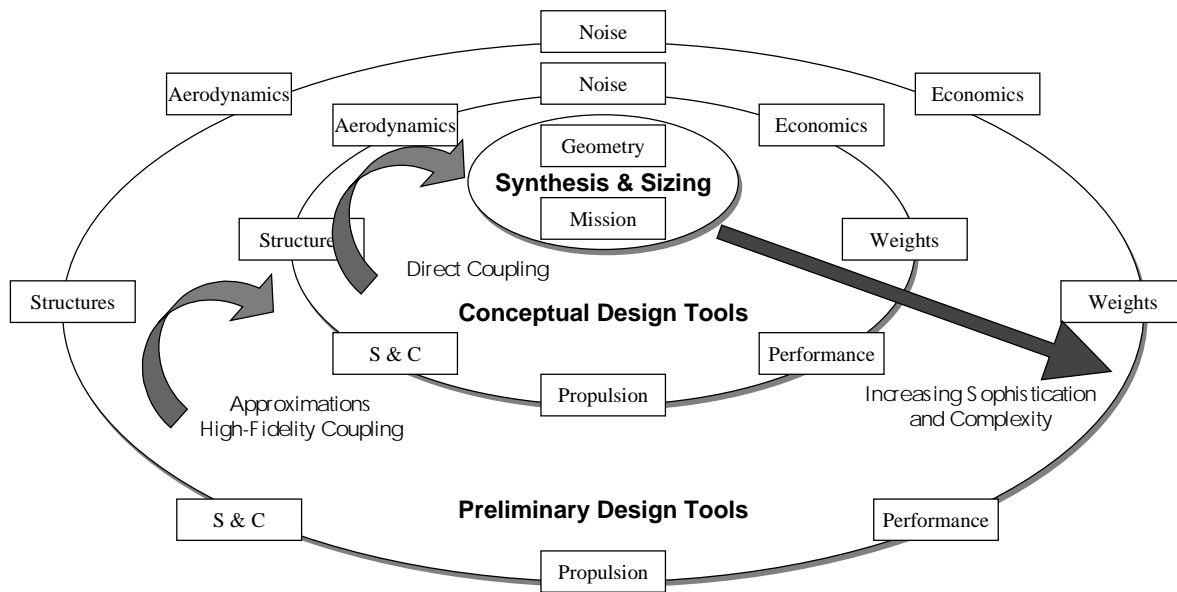 Noise
Noise
Aerodynamics
Economics
Aerodynamics
Economics
Geometry
Synthesis & Sizing
Mission
Structures
Weights
Direct Coupling
Structures
Weights
Conceptual Design Tools
S & C
Performance
Propulsion
Approximations
High-Fidelity Coupling
Increasing Sophistication
and Complexity
Preliminary Design Tools
S & C
Performance
Propulsion